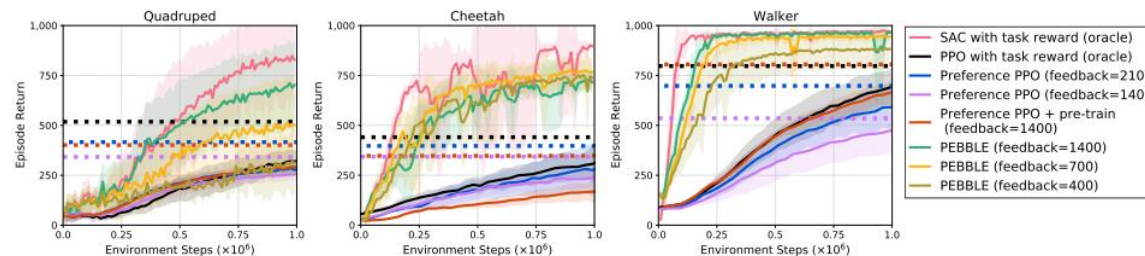 Quadruped
Cheetah
Walker
Episode Return
1,000
750
500
250
0
0.0
0.25
0.5
0.75
1.0
Environment Steps (×10⁶)
Episode Return
1,000
750
500
250
0
0.0
0.25
0.5
0.75
1.0
Environment Steps (×10⁶)
Episode Return
1,000
750
500
250
0
0.0
0.25
0.5
0.75
1.0
Environment Steps (×10⁶)
SAC with task reward (oracle)
PPO with task reward (oracle)
Preference PPO (feedback=210
Preference PPO (feedback=140
Preference PPO + pre-train
(feedback=1400)
PEBBLE (feedback=1400)
PEBBLE (feedback=700)
PEBBLE (feedback=400)